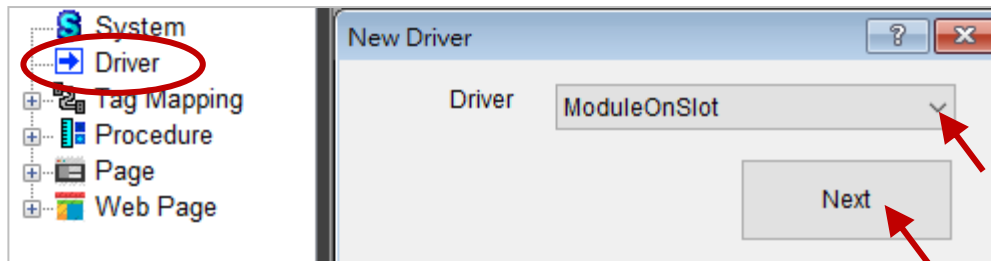 System
Driver
Tag Mapping
Procedure
Page
Web Page
New Driver
?
Driver
ModuleOnSlot
Next